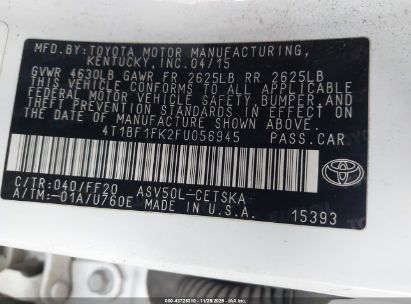 MFD.BY:TOYOTA MOTOR MANUFACTURING,
KENTUCKY, INC. 04/15
GVWR 4630LB GAWR FR 2625LB RR 2625LB
THIS VEHICLE CONFORMS TO ALL APPLICABLE
FEDERAL MOTOR VEHICLE SAFETY, BUMPER, AND
THEFT PREVENTION STANDARDS IN EFFECT ON
THE DATE OF MANUFACTURE SHOWN ABOVE.
4T1BF1FK2FU056945 PASS.CAR
C/TR:040/FF20 ASV50L-CETSKA
A/TM:-01A/U760E MADE IN U.S.A.
15393
TOYOTA